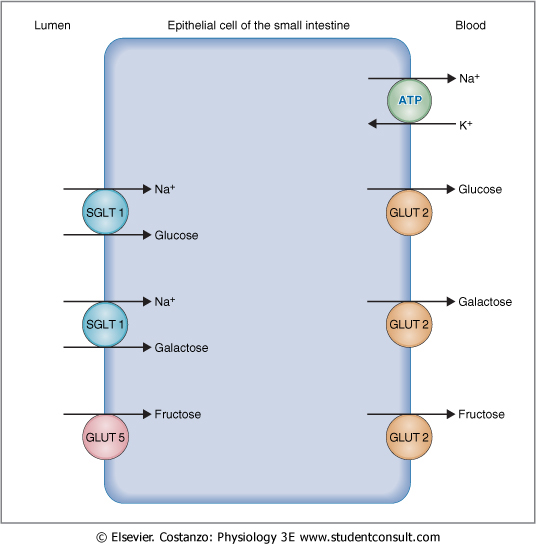 Lumen
Epithelial cell of the small intestine
Blood
Na⁺
ATP
K⁺
Na⁺
Glucose
SGLT 1
GLUT 2
Glucose
Na⁺
Galactose
SGLT 1
GLUT 2
Galactose
Fructose
Fructose
GLUT 5
GLUT 2
© Elsevier. Costanzo: Physiology 3E www.studentconsult.com